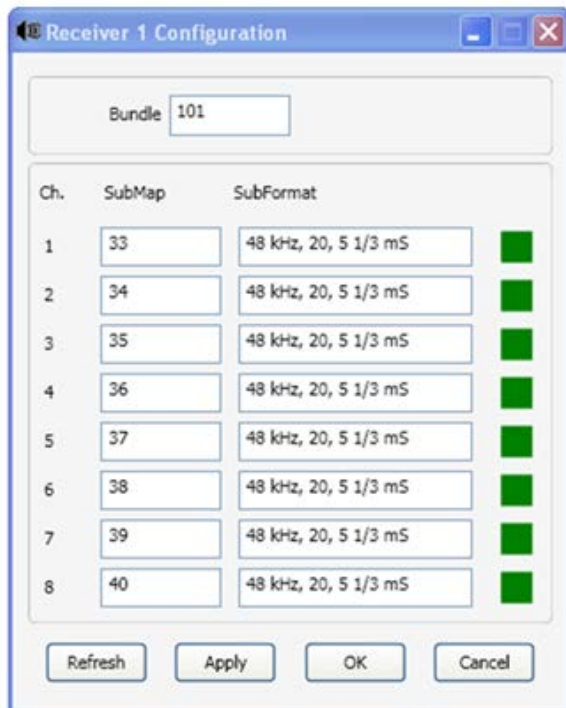 Receiver 1 Configuration
Bundle 101
Ch. SubMap SubFormat
1 33 48 kHz, 20, 5 1/3 mS
2 34 48 kHz, 20, 5 1/3 mS
3 35 48 kHz, 20, 5 1/3 mS
4 36 48 kHz, 20, 5 1/3 mS
5 37 48 kHz, 20, 5 1/3 mS
6 38 48 kHz, 20, 5 1/3 mS
7 39 48 kHz, 20, 5 1/3 mS
8 40 48 kHz, 20, 5 1/3 mS
Refresh Apply OK Cancel